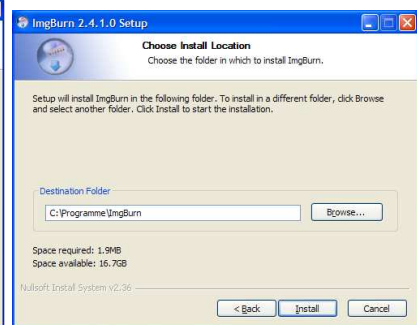 ImgBurn 2.4.1.0 Setup
Choose Install Location
Choose the folder in which to install ImgBurn.
Setup will install ImgBurn in the following folder. To install in a different folder, click Browse
and select another folder. Click Install to start the installation.
Destination Folder
C:\Programme\ImgBurn
Browse...
Space required: 1.9MB
Space available: 16.7GB
Nullsoft Install System v2.36
< Back
Install
Cancel